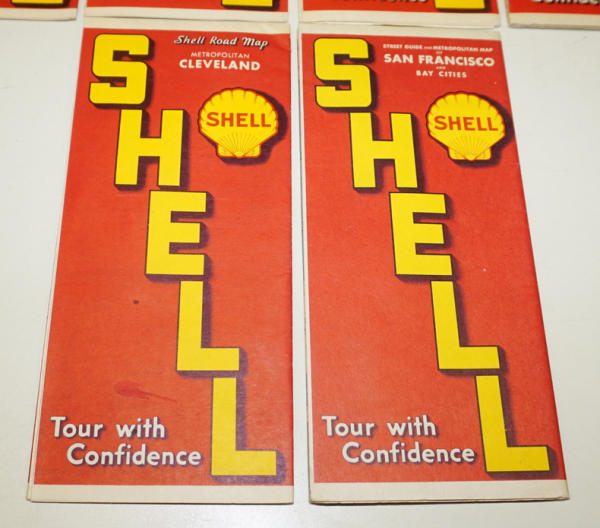 Shell Road Map
METROPOLITAN
CLEVELAND
SHELL
SHELL
Tour with
Confidence
STREET GUIDE AND METROPOLITAN MAP
OF
SAN FRANCISCO
AND
BAY CITIES
SHELL
SHELL
Tour with
Confidence